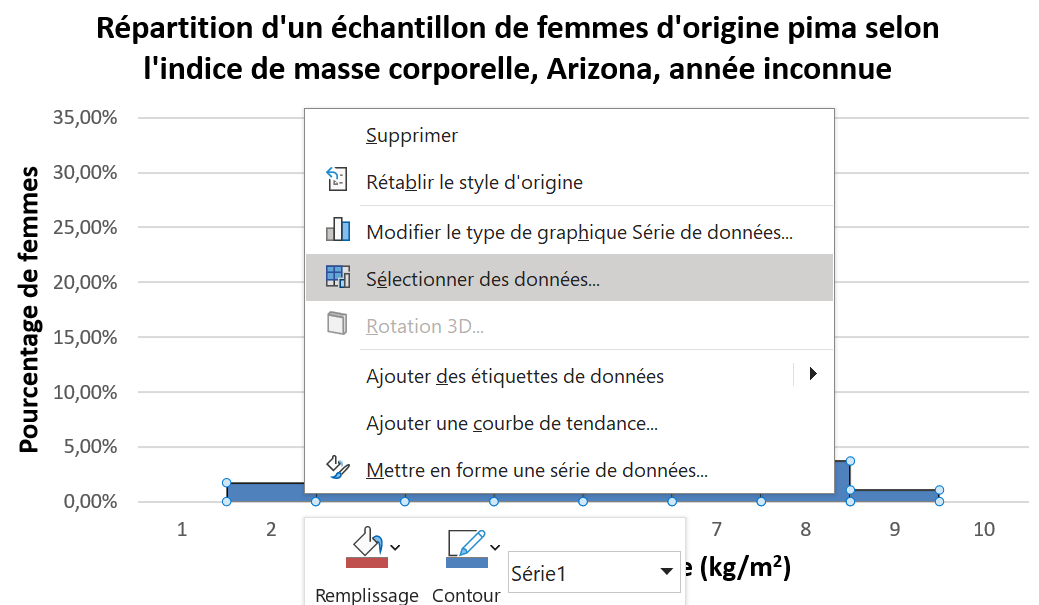 Répartition d'un échantillon de femmes d'origine pima selon
l'indice de masse corporelle, Arizona, année inconnue
Pourcentage de femmes
35,00%
30,00%
25,00%
20,00%
15,00%
10,00%
5,00%
0,00%
Supprimer
Rétablir le style d'origine
Modifier le type de graphique Série de données...
Sélectionner des données...
Rotation 3D...
Ajouter des étiquettes de données
Ajouter une courbe de tendance...
Mettre en forme une série de données...
1 2 7 8 9 10
(kg/m²)
Série1
Remplissage Contour